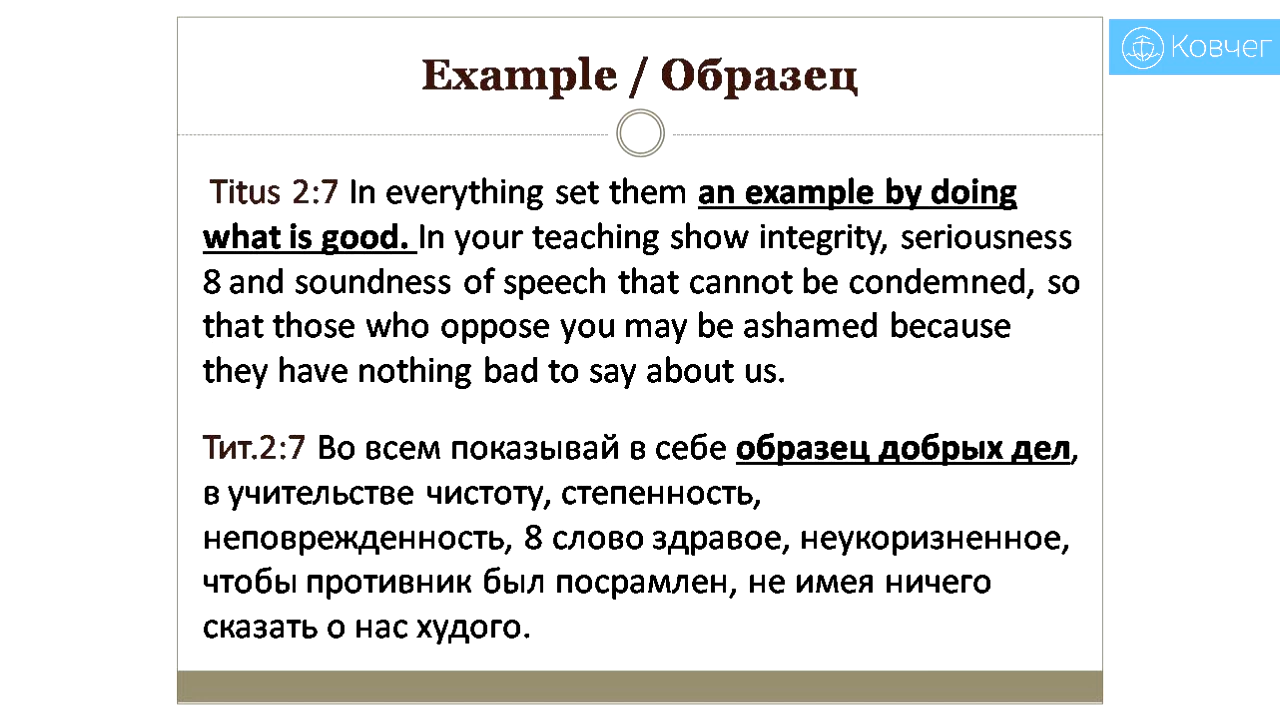 Example / Образец
Ковчег
Titus 2:7 In everything set them an example by doing
what is good. In your teaching show integrity, seriousness
8 and soundness of speech that cannot be condemned, so
that those who oppose you may be ashamed because
they have nothing bad to say about us.
Тит.2:7 Во всем показывай в себе образец добрых дел,
в учительстве чистоту, степенность,
неповрежденность, 8 слово здравое, неукоризненное,
чтобы противник был посрамлен, не имея ничего
сказать о нас худого.